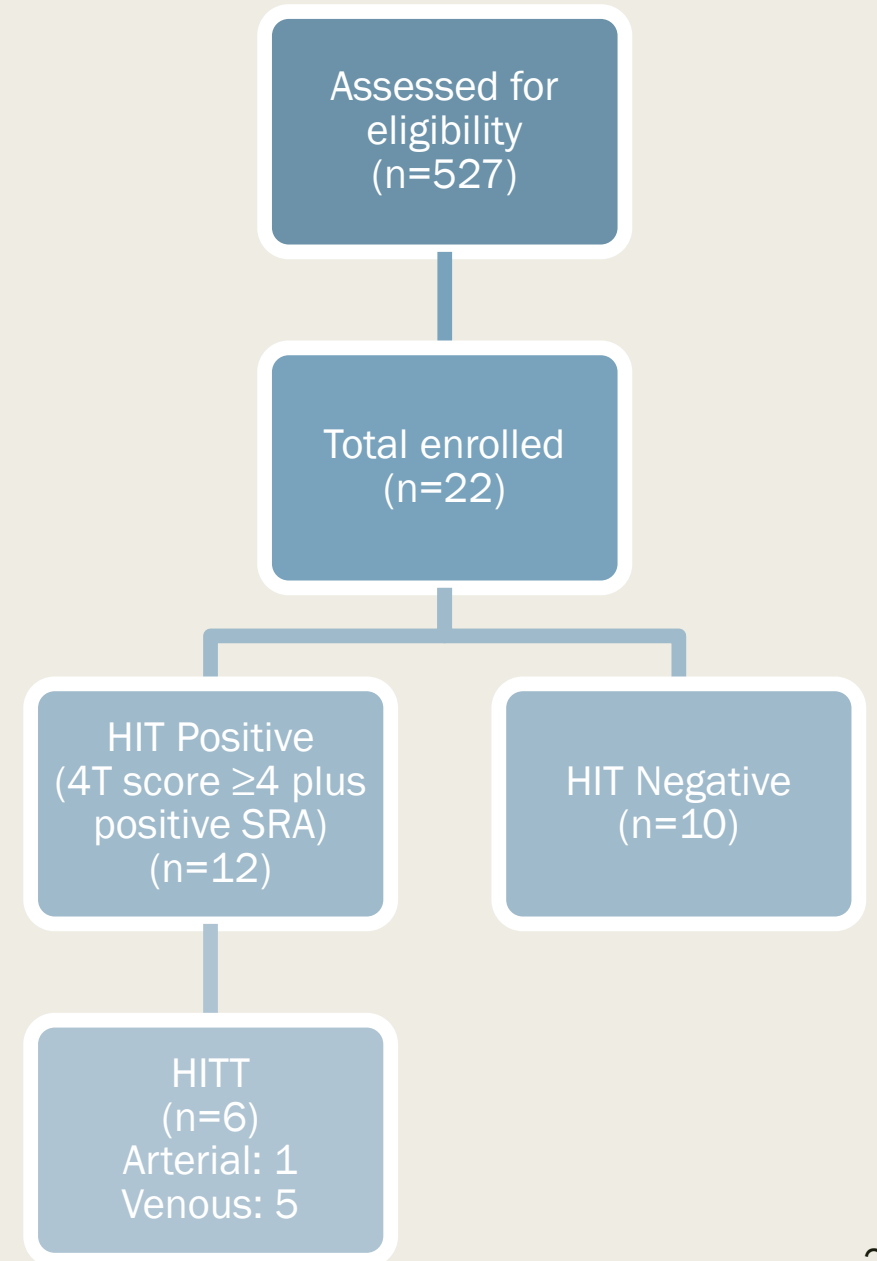 Assessed for
eligibility
(n=527)
Total enrolled
(n=22)
HIT Positive
(4T score ≥4 plus
positive SRA)
(n=12)
HIT Negative
(n=10)
HITT
(n=6)
Arterial: 1
Venous: 5